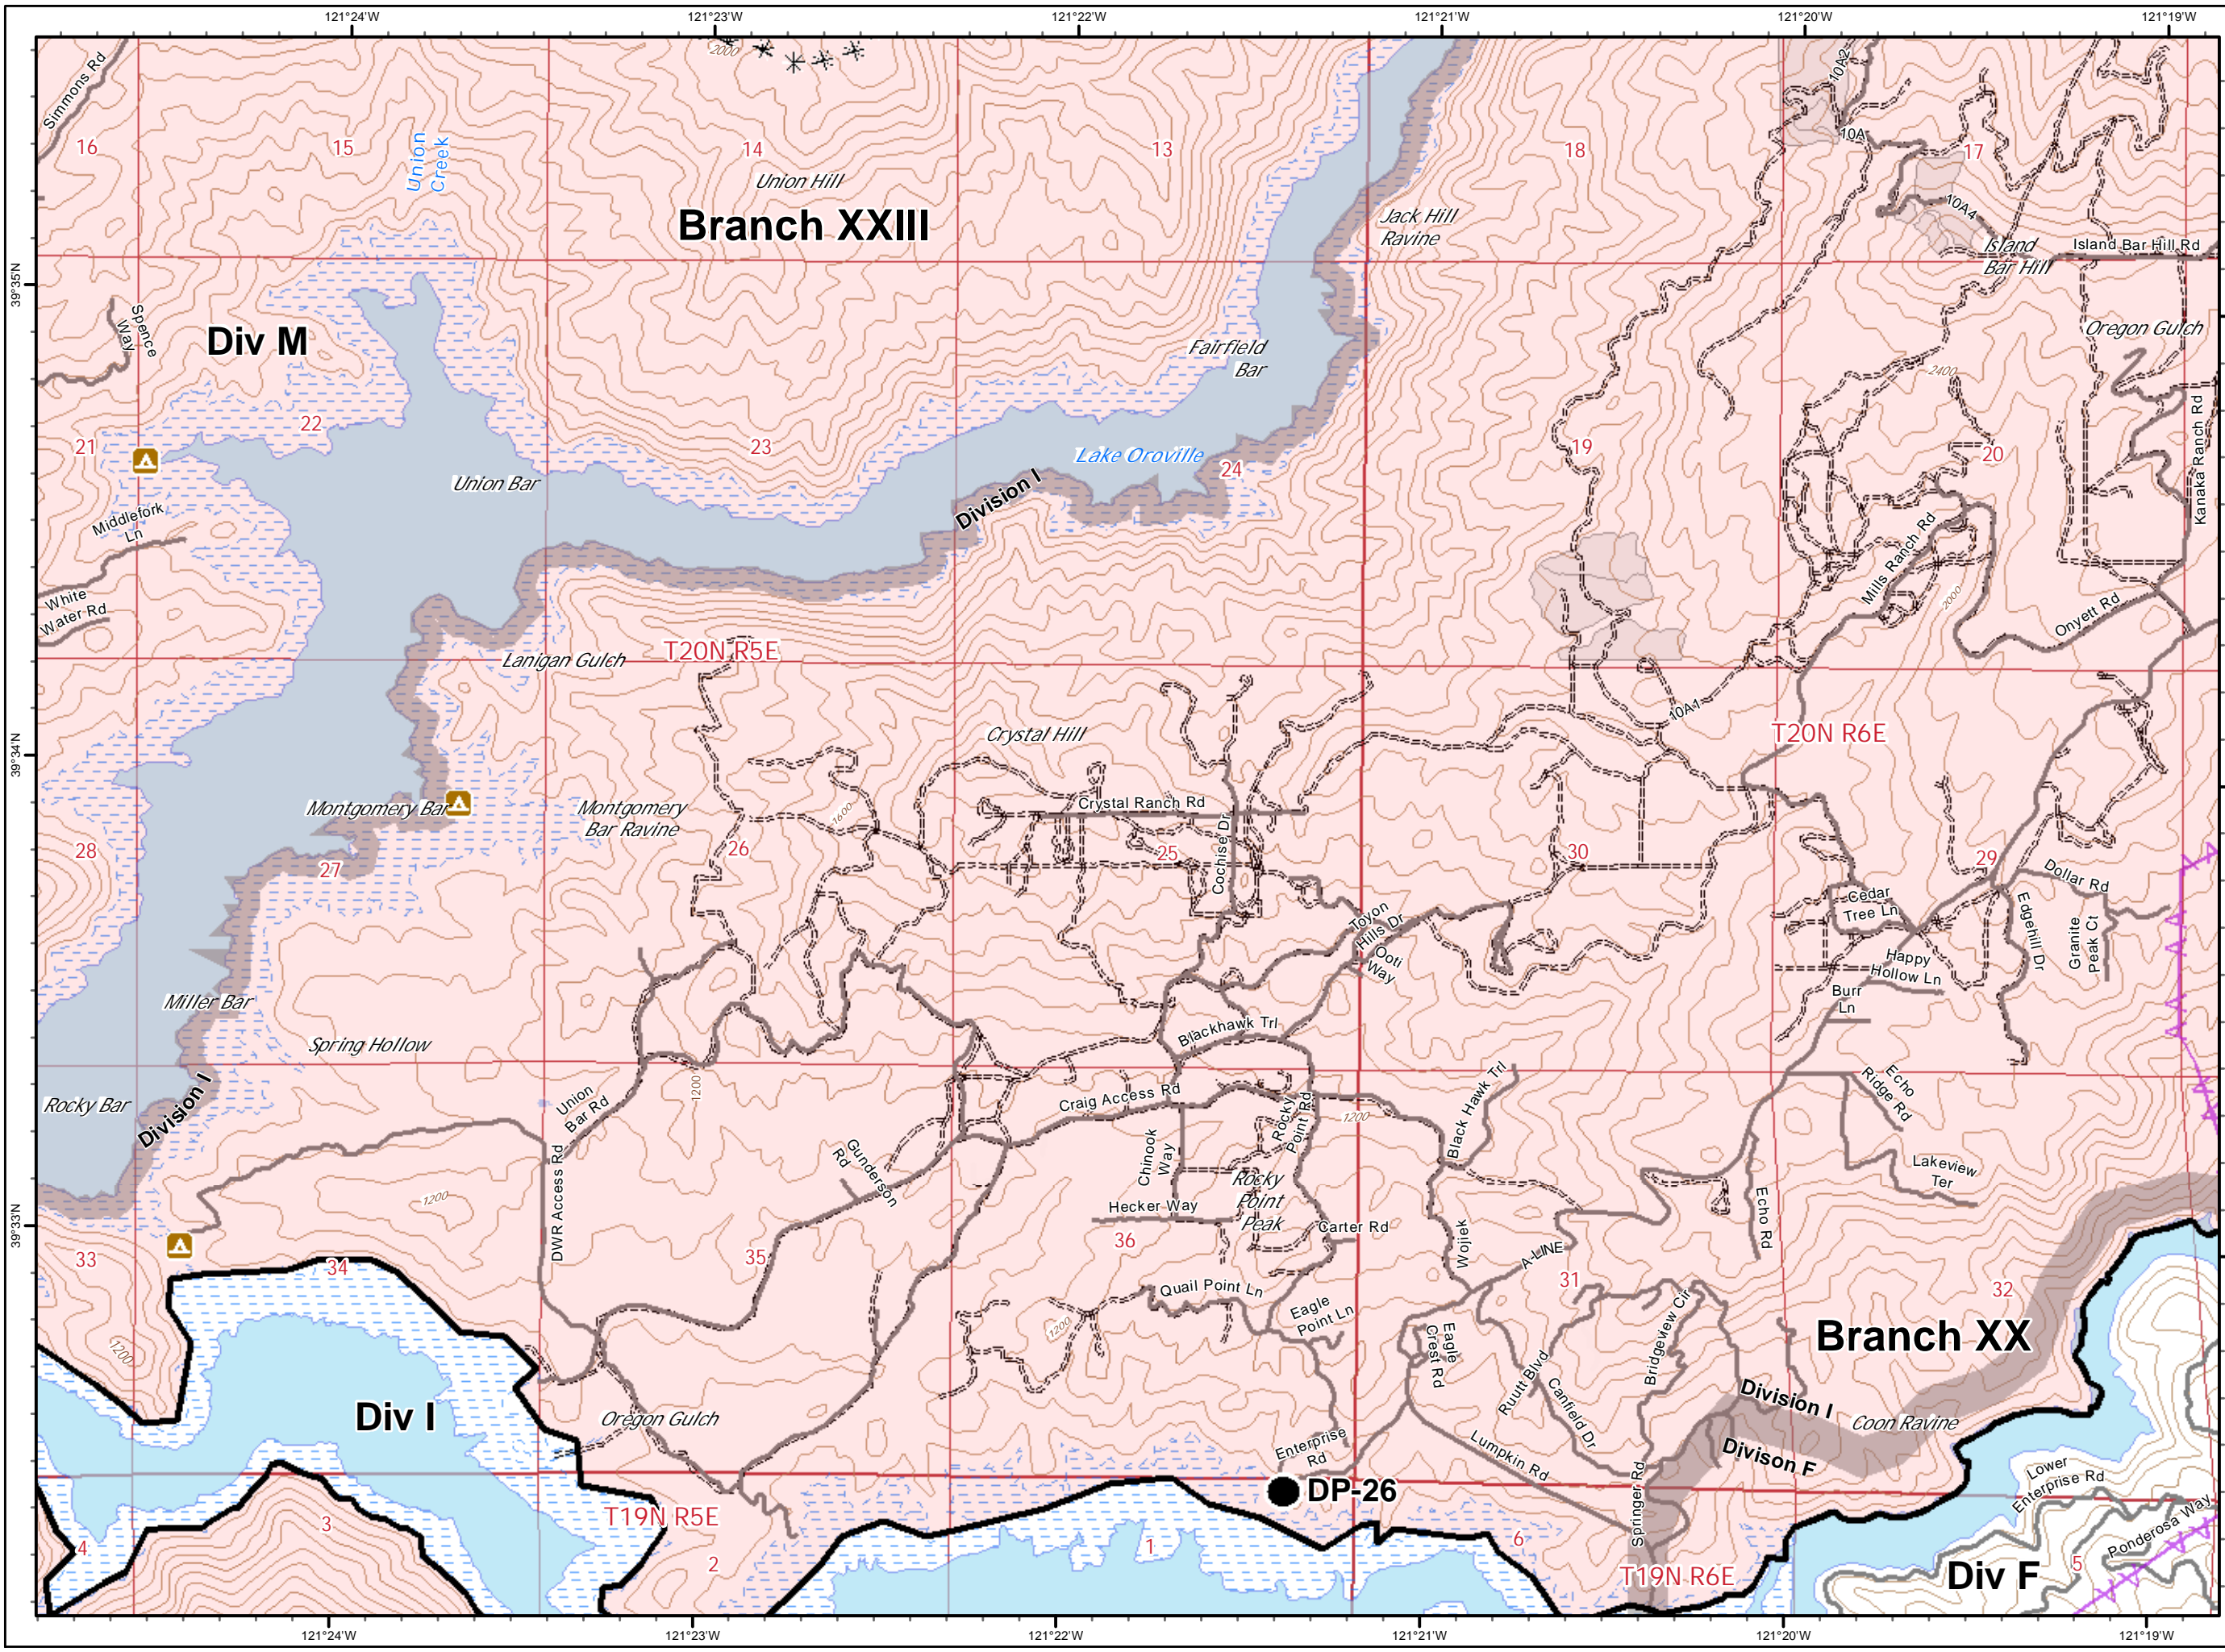 121°24'W
121°23'W
121°22'W
121°21'W
121°20'W
121°19'W
Simmons Rd
2000
10A2
10A
16
15
Union
Creek
14
13
18
17
Union Hill
Branch XXIII
10A4
Jack Hill
Ravine
Island
Bar Hill
Island Bar Hill Rd
39°35'N
Spence
Way
Div M
Fairfield
Bar
Oregon Gulch
2400
21
22
23
Lake Oroville
24
19
20
Kanaka Ranch Rd
Union Bar
Division I
Middlefork
Ln
Mills Ranch Rd
White
Water Rd
2000
Onyett Rd
Lanigan Gulch
T20N R5E
10A1
Crystal Hill
T20N R6E
39°34'N
Montgomery Bar
Montgomery
Bar Ravine
1600
Crystal Ranch Rd
Cochise Dr
28
27
26
25
30
29
Dollar Rd
Cedar
Tree Ln
Toyon
Hills Dr
Ooti
Way
Edgehill Dr
Granite
Peak Ct
Happy
Hollow Ln
Burr
Ln
Miller Bar
Spring Hollow
Blackhawk Trl
Rocky Bar
Division I
Union
Bar Rd
1200
Craig Access Rd
Rocky
Point Rd
1200
Black Hawk Trl
Echo
Ridge Rd
DWR Access Rd
Gunderson
Rd
Chinook
Way
Rocky
Point
Peak
Lakeview
Ter
1200
Hecker Way
Carter Rd
Wojek
Echo Rd
39°33'N
33
34
35
36
A-LINE
31
32
Quail Point Ln
Eagle
Point Ln
1200
1200
Eagle
Crest Rd
Bridgeview Cir
Branch XX
Ruutt Blvd
Canfield Dr
Division I
Coon Ravine
Div I
Oregon Gulch
Enterprise
Rd
Lumpkin Rd
Divison F
Springer Rd
Lower
Enterprise Rd
DP-26
T19N R5E
Ponderosa Way
4
3
2
1
6
5
T19N R6E
Div F
121°24'W
121°23'W
121°22'W
121°21'W
121°20'W
121°19'W